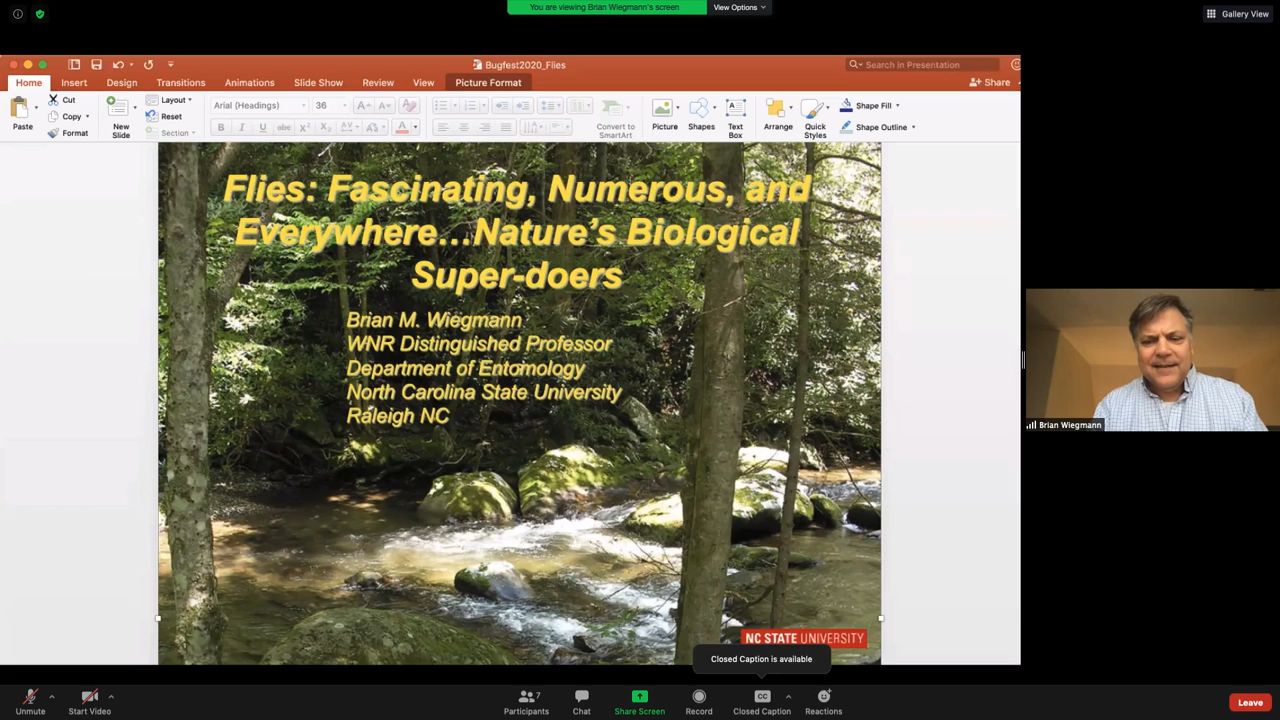 You are viewing Brian Wiegmann's screen
View Options
Gallery View
Bugfest2020_Flies
Search in Presentation
Home
Insert
Design
Transitions
Animations
Slide Show
Review
View
Picture Format
Share
Paste
Cut
Copy
Format
New
Slide
Layout
Reset
Section
Arial (Headings)
36
Convert to
SmartArt
Picture
Shapes
Text
Box
Arrange
Quick
Styles
Shape Fill
Shape Outline
Flies: Fascinating, Numerous, and
Everywhere…Nature's Biological
Super-doers
Brian M. Wiegmann
WNR Distinguished Professor
Department of Entomology
North Carolina State University
Raleigh NC
NC STATE UNIVERSITY
Brian Wiegmann
Closed Caption is available
Unmute
Start Video
7
Participants
Chat
Share Screen
Record
CC
Closed Caption
Reactions
Leave